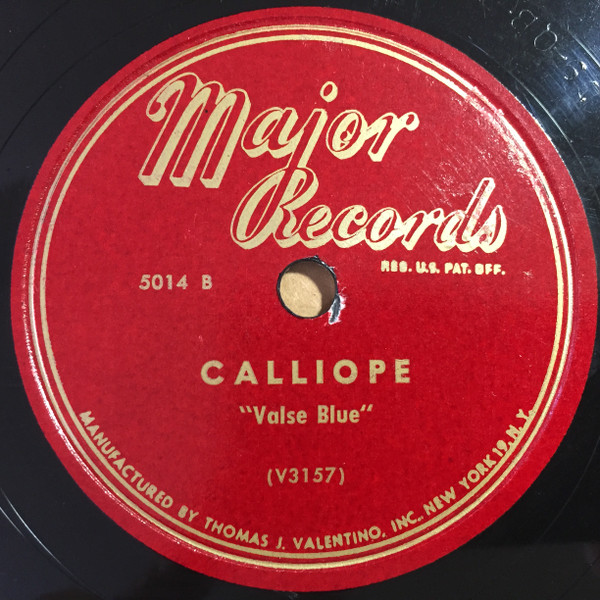 Major
Records
REG. U.S. PAT. OFF.
5014 B
CALLIOPE
"Valse Blue"
(V3157)
MANUFACTURED BY THOMAS J. VALENTINO, INC., NEW YORK 19, N. Y.